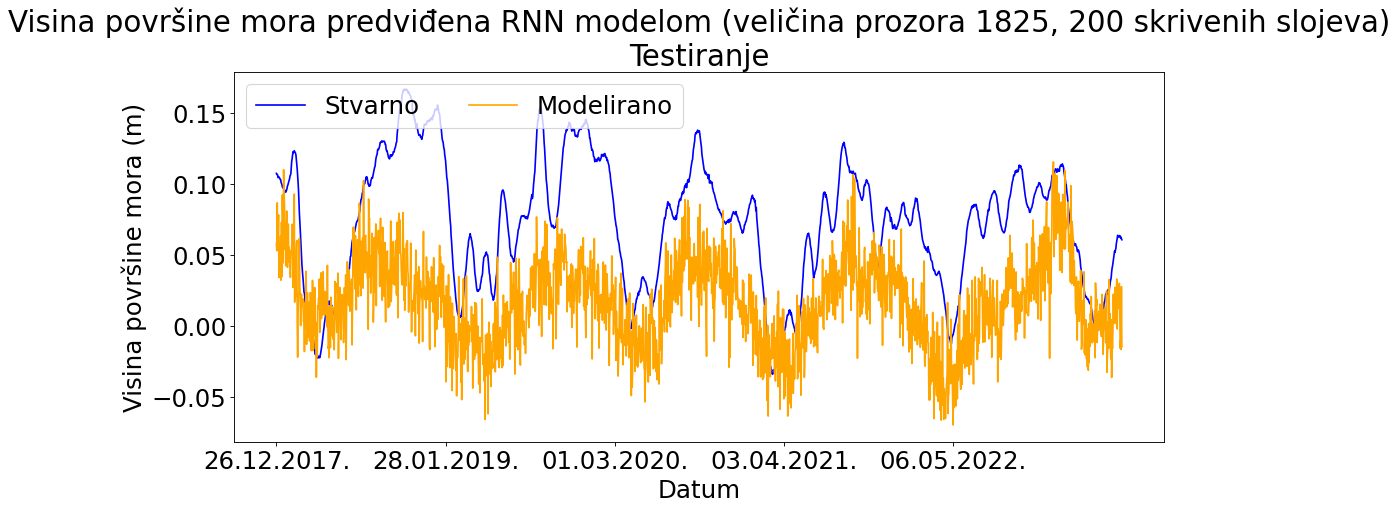 Visina površine mora predviđena RNN modelom (veličina prozora 1825, 200 skrivenih slojeva)
Testiranje
Stvarno Modelirano
Visina površine mora (m)
0.15
0.10
0.05
0.00
−0.05
26.12.2017. 28.01.2019. 01.03.2020. 03.04.2021. 06.05.2022.
Datum